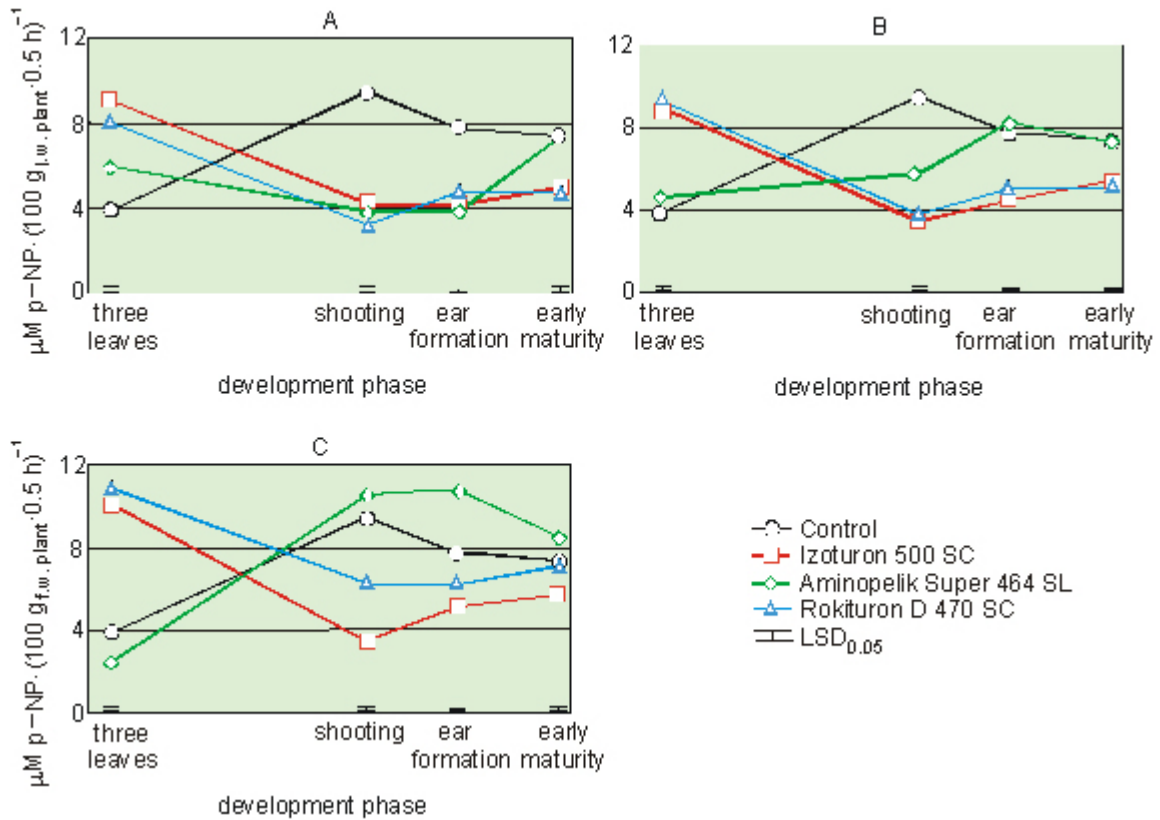 A
12
8
4
0
μM p-NP· (100 g f.w. plant·0.5 h)⁻¹
three leaves
shooting
ear formation
early maturity
development phase
B
12
8
4
0
three leaves
shooting
ear formation
early maturity
development phase
C
12
8
4
0
μM p-NP· (100 g f.w. plant·0.5 h)⁻¹
three leaves
shooting
ear formation
early maturity
development phase
Control
Izoturon 500 SC
Aminopelik Super 464 SL
Rokituron D 470 SC
LSD0.05